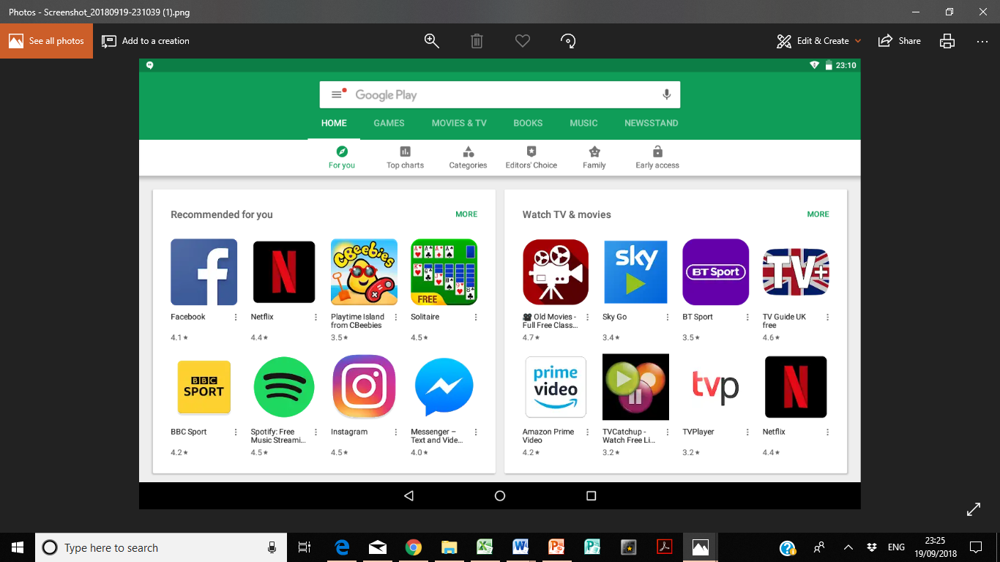 Photos - Screenshot_20180919-231039 (1).png
See all photos
Add to a creation
Edit & Create
Share
23:10
Google Play
HOME
GAMES
MOVIES & TV
BOOKS
MUSIC
NEWSSTAND
For you
Top charts
Categories
Editors' Choice
Family
Early access
Recommended for you
MORE
f
N
CBeebies
FREE
Facebook
Netflix
Playtime Island
from CBeebies
Solitaire
4.1★
4.4★
3.5★
4.5★
BBC
SPORT
BBC Sport
Spotify: Free
Music Streami...
Instagram
Messenger –
Text and Vide...
4.2★
4.5★
4.5★
4.0★
Watch TV & movies
MORE
sky
BT Sport
TV+
Old Movies -
Full Free Class...
Sky Go
BT Sport
TV Guide UK
free
4.7★
3.4★
3.5★
4.6★
prime
video
tvp
N
Amazon Prime
Video
TVCatchup -
Watch Free Li...
TVPlayer
Netflix
4.2★
3.2★
3.2★
4.4★
Type here to search
ENG
23:25
19/09/2018